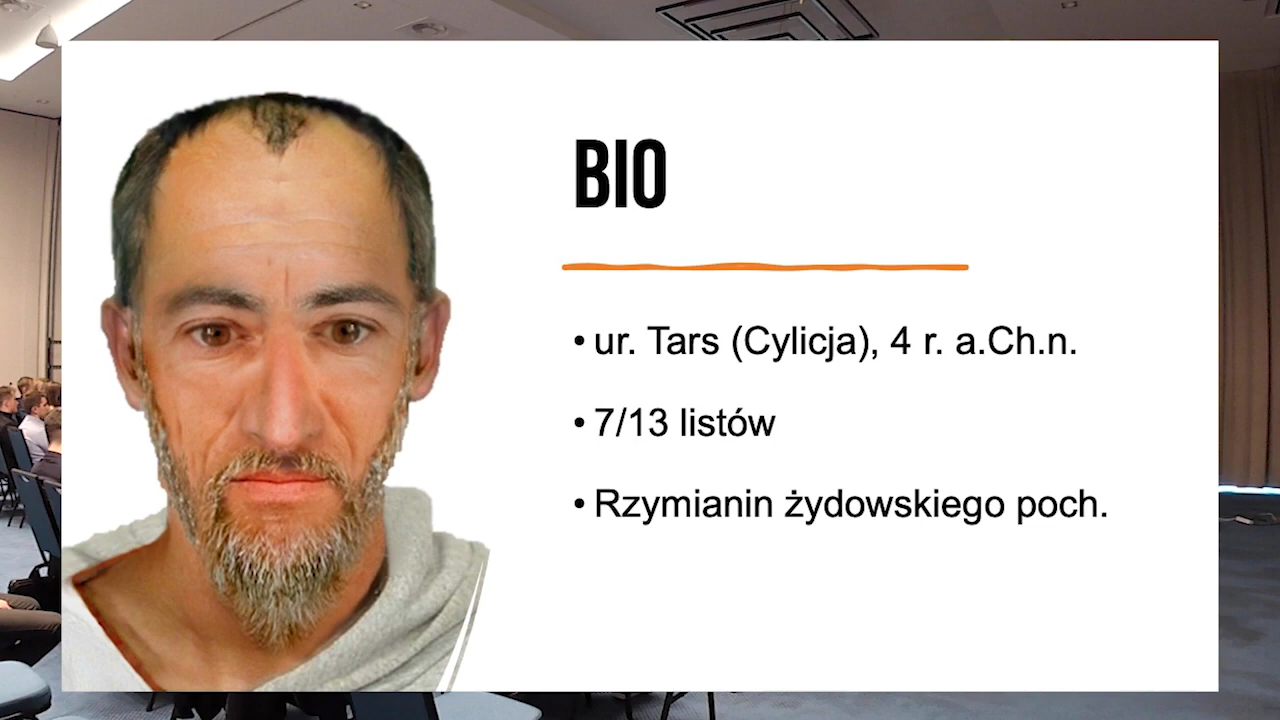 BIO
• ur. Tars (Cylicja), 4 r. a.Ch.n.
• 7/13 listów
• Rzymianin żydowskiego poch.